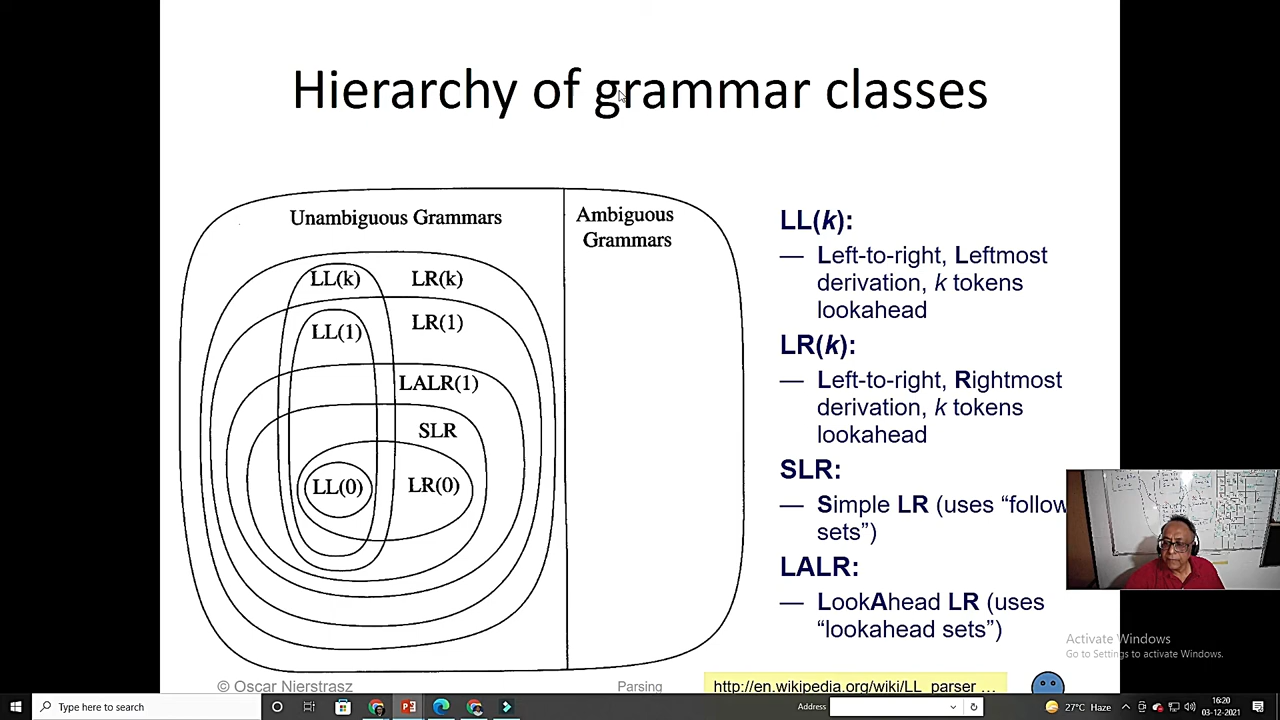 Hierarchy of grammar classes
Unambiguous Grammars
Ambiguous
Grammars
LL(k)
LR(k)
LL(1)
LR(1)
LALR(1)
SLR
LL(0)
LR(0)
LL(k):
— Left-to-right, Leftmost
derivation, k tokens
lookahead
LR(k):
— Left-to-right, Rightmost
derivation, k tokens
lookahead
SLR:
— Simple LR (uses “follow
sets”)
LALR:
— LookAhead LR (uses
“lookahead sets”)
Activate Windows
Go to Settings to activate Windows.
© Oscar Nierstrasz
Parsing
http://en.wikipedia.org/wiki/LL_parser ...
Type here to search
Address
27°C Haze
16:20
03-12-2021